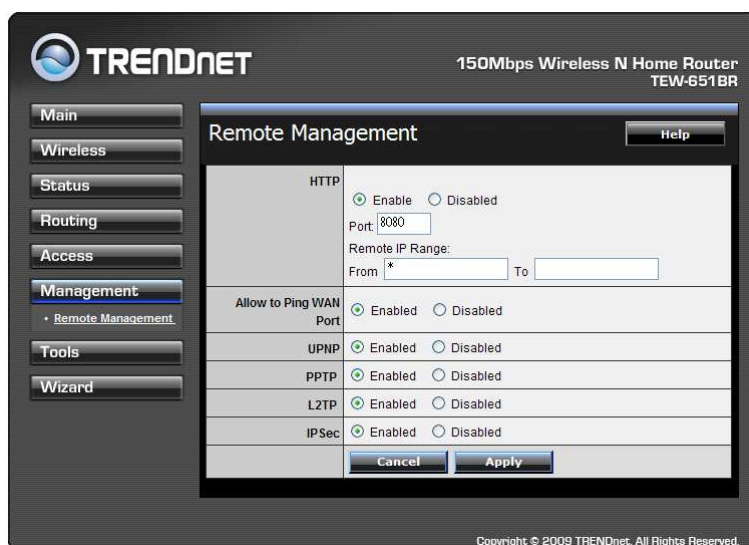 TRENDNET
150Mbps Wireless N Home Router
TEW-651BR
Main
Wireless
Status
Routing
Access
Management
• Remote Management
Tools
Wizard
Remote Management
Help
HTTP
Enable Disabled
Port: 8080
Remote IP Range:
From * To
Allow to Ping WAN Port
Enabled Disabled
UPNP Enabled Disabled
PPTP Enabled Disabled
L2TP Enabled Disabled
IPSec Enabled Disabled
Cancel Apply
Copyright © 2009 TRENDnet. All Rights Reserved.